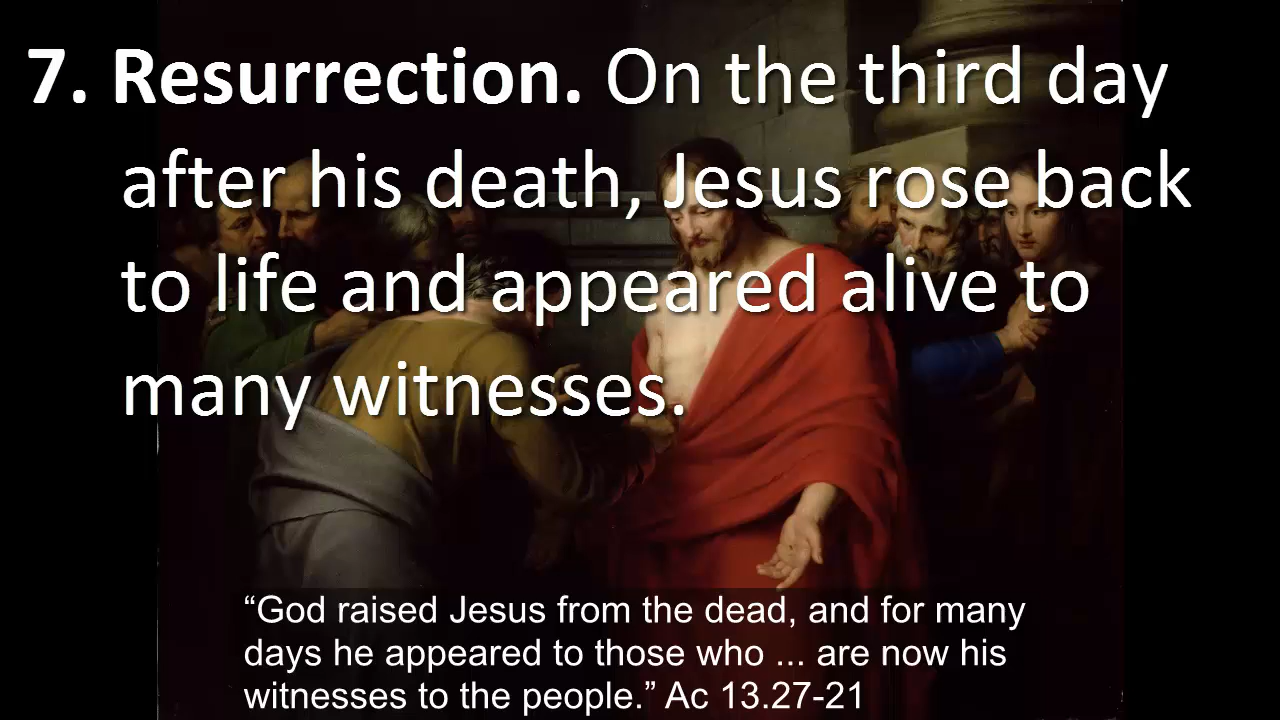 7. Resurrection. On the third day
after his death, Jesus rose back
to life and appeared alive to
many witnesses.
“God raised Jesus from the dead, and for many
days he appeared to those who ... are now his
witnesses to the people.” Ac 13.27-21